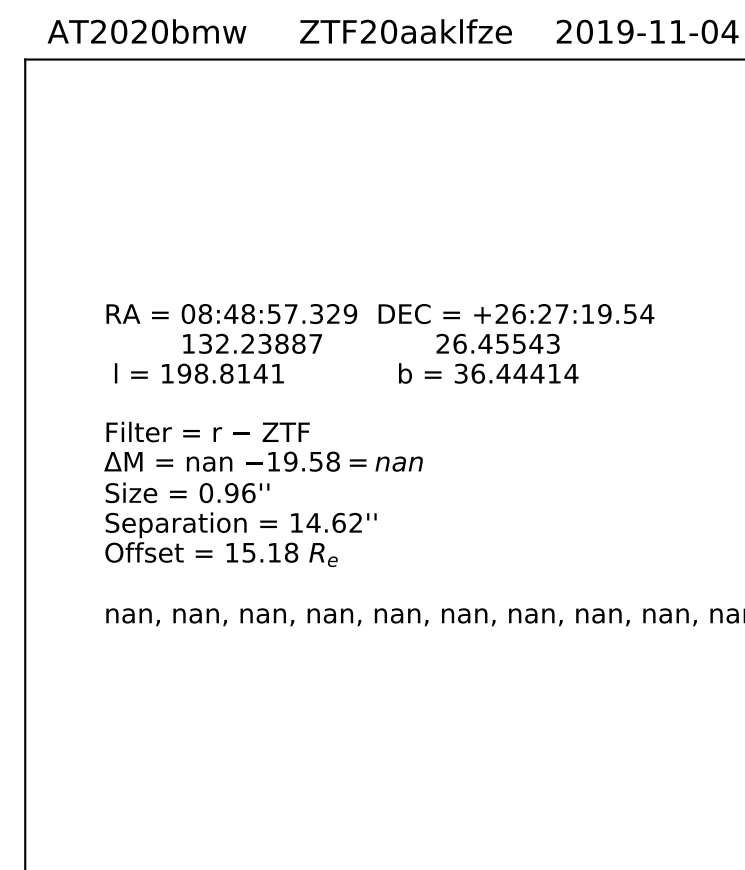 AT2020bmw ZTF20aaklfze 2019-11-04
RA = 08:48:57.329 DEC = +26:27:19.54
132.23887 26.45543
l = 198.8141 b = 36.44414
Filter = r − ZTF
ΔM = nan −19.58 = nan
Size = 0.96''
Separation = 14.62''
Offset = 15.18 Rₑ
nan, nan, nan, nan, nan, nan, nan, nan, nan,